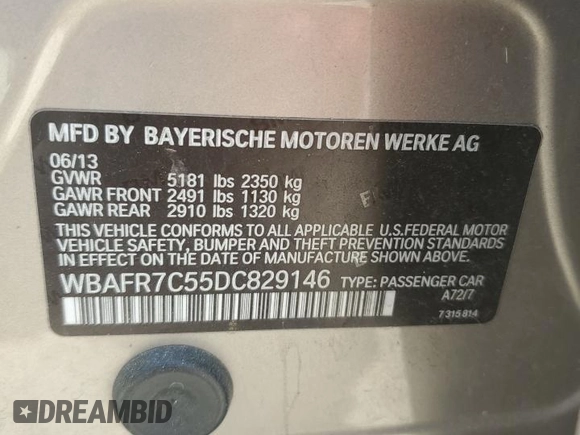 MFD BY BAYERISCHE MOTOREN WERKE AG
06/13
GVWR 5181 lbs 2350 kg
GAWR FRONT 2491 lbs 1130 kg
GAWR REAR 2910 lbs 1320 kg
THIS VEHICLE CONFORMS TO ALL APPLICABLE U.S.FEDERAL MOTOR
VEHICLE SAFETY, BUMPER AND THEFT PREVENTION STANDARDS
IN EFFECT ON THE DATE OF MANUFACTURE SHOWN ABOVE.
WBAFR7C55DC829146 TYPE: PASSENGER CAR
A72/7
7 315 814
DREAMBID